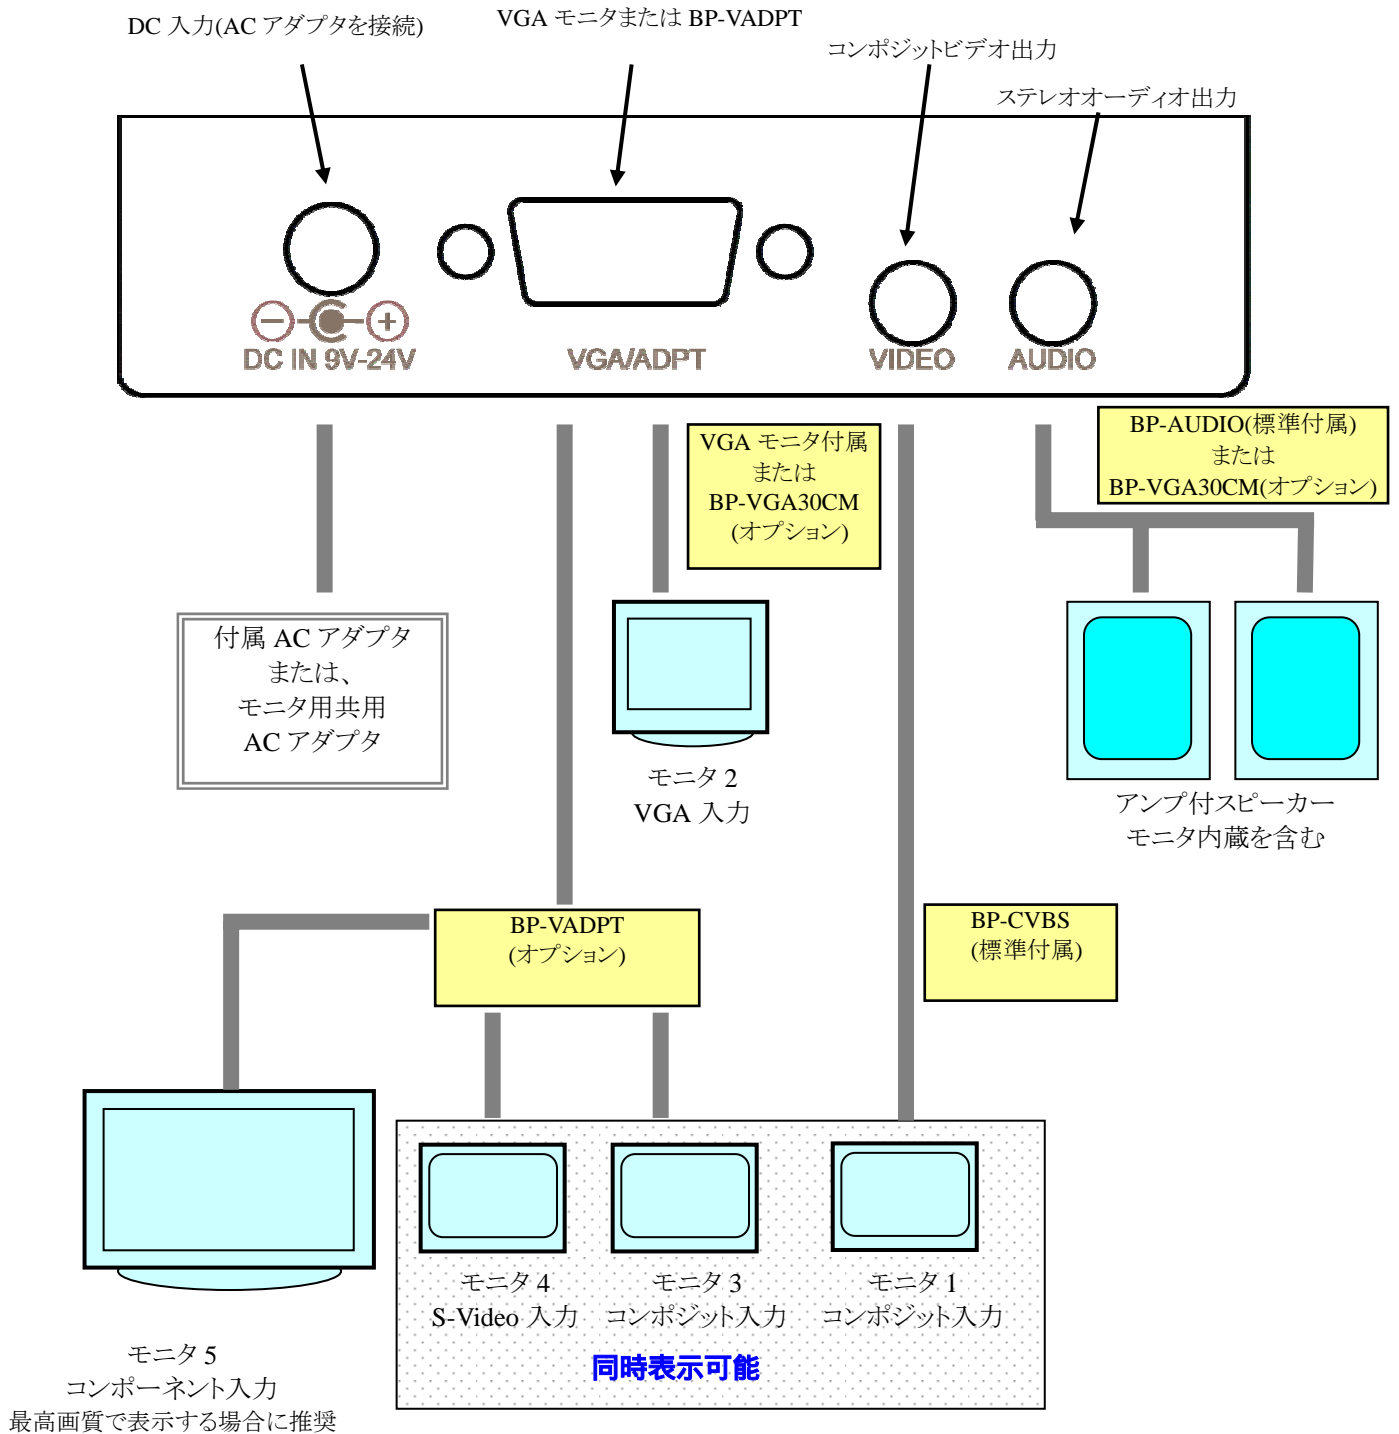 DC 入力(AC アダプタを接続)
VGA モニタまたは BP-VADPT
コンポジットビデオ出力
ステレオオーディオ出力
DC IN 9V-24V
VGA/ADPT
VIDEO
AUDIO
VGA モニタ付属
または
BP-VGA30CM
(オプション)
BP-AUDIO(標準付属)
または
BP-VGA30CM(オプション)
付属 AC アダプタ
または、
モニタ用共用
AC アダプタ
モニタ 2
VGA 入力
アンプ付スピーカー
モニタ内蔵を含む
BP-VADPT
(オプション)
BP-CVBS
(標準付属)
モニタ 4
S-Video 入力
モニタ 3
コンポジット入力
モニタ 1
コンポジット入力
同時表示可能
モニタ 5
コンポーネント入力
最高画質で表示する場合に推奨